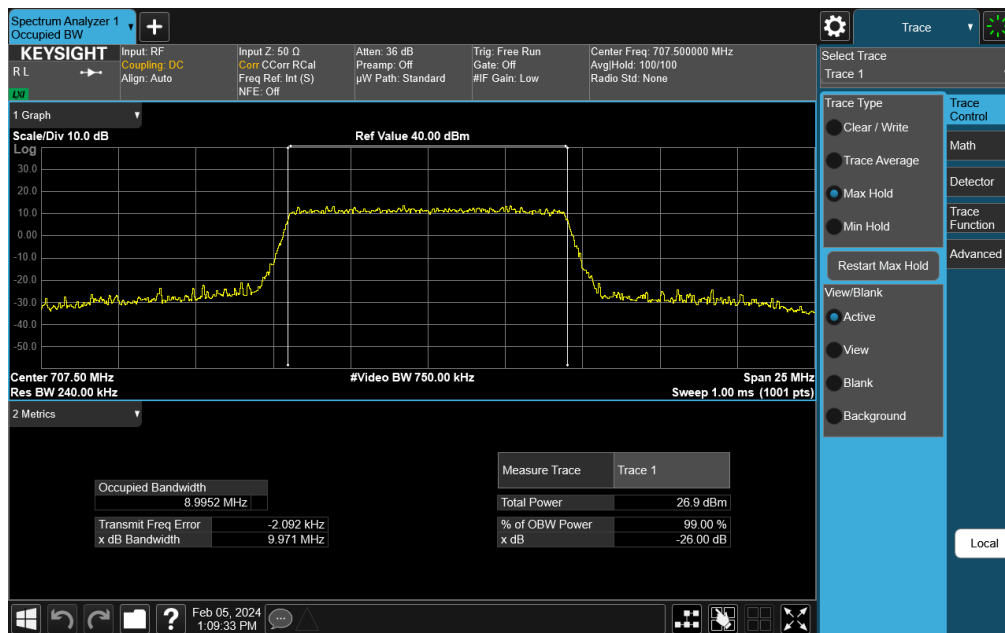 Spectrum Analyzer 1
Occupied BW
KEYSIGHT
R L
LXI
Input: RF
Coupling: DC
Align: Auto
Input Z: 50 Ω
Corr CCorr RCal
Freq Ref: Int (S)
NFE: Off
Atten: 36 dB
Preamp: Off
µW Path: Standard
Trig: Free Run
Gate: Off
#IF Gain: Low
Center Freq: 707.500000 MHz
Avg|Hold: 100/100
Radio Std: None
1 Graph
Scale/Div 10.0 dB
Ref Value 40.00 dBm
Log
30.0
20.0
10.0
0.00
-10.0
-20.0
-30.0
-40.0
-50.0
Center 707.50 MHz
#Video BW 750.00 kHz
Span 25 MHz
Res BW 240.00 kHz
Sweep 1.00 ms (1001 pts)
2 Metrics
Occupied Bandwidth
8.9952 MHz
Transmit Freq Error -2.092 kHz
x dB Bandwidth 9.971 MHz
Measure Trace Trace 1
Total Power 26.9 dBm
% of OBW Power 99.00 %
x dB -26.00 dB
Feb 05, 2024
1:09:33 PM
Trace
Select Trace
Trace 1
Trace Type
Clear / Write
Trace Average
Max Hold
Min Hold
Restart Max Hold
View/Blank
Active
View
Blank
Background
Trace
Control
Math
Detector
Trace
Function
Advanced
Local